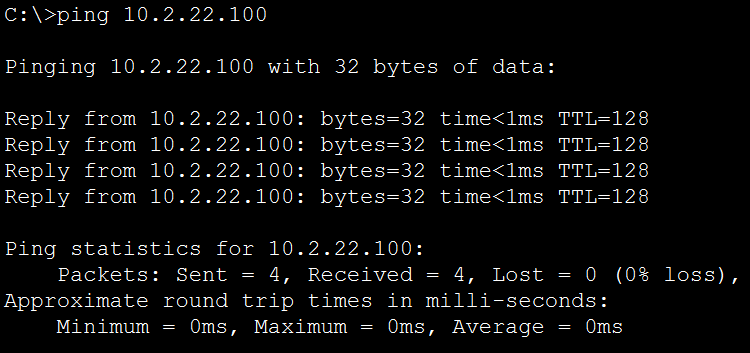 C:\>ping 10.2.22.100
Pinging 10.2.22.100 with 32 bytes of data:
Reply from 10.2.22.100: bytes=32 time<1ms TTL=128
Reply from 10.2.22.100: bytes=32 time<1ms TTL=128
Reply from 10.2.22.100: bytes=32 time<1ms TTL=128
Reply from 10.2.22.100: bytes=32 time<1ms TTL=128
Ping statistics for 10.2.22.100:
    Packets: Sent = 4, Received = 4, Lost = 0 (0% loss),
Approximate round trip times in milli-seconds:
    Minimum = 0ms, Maximum = 0ms, Average = 0ms